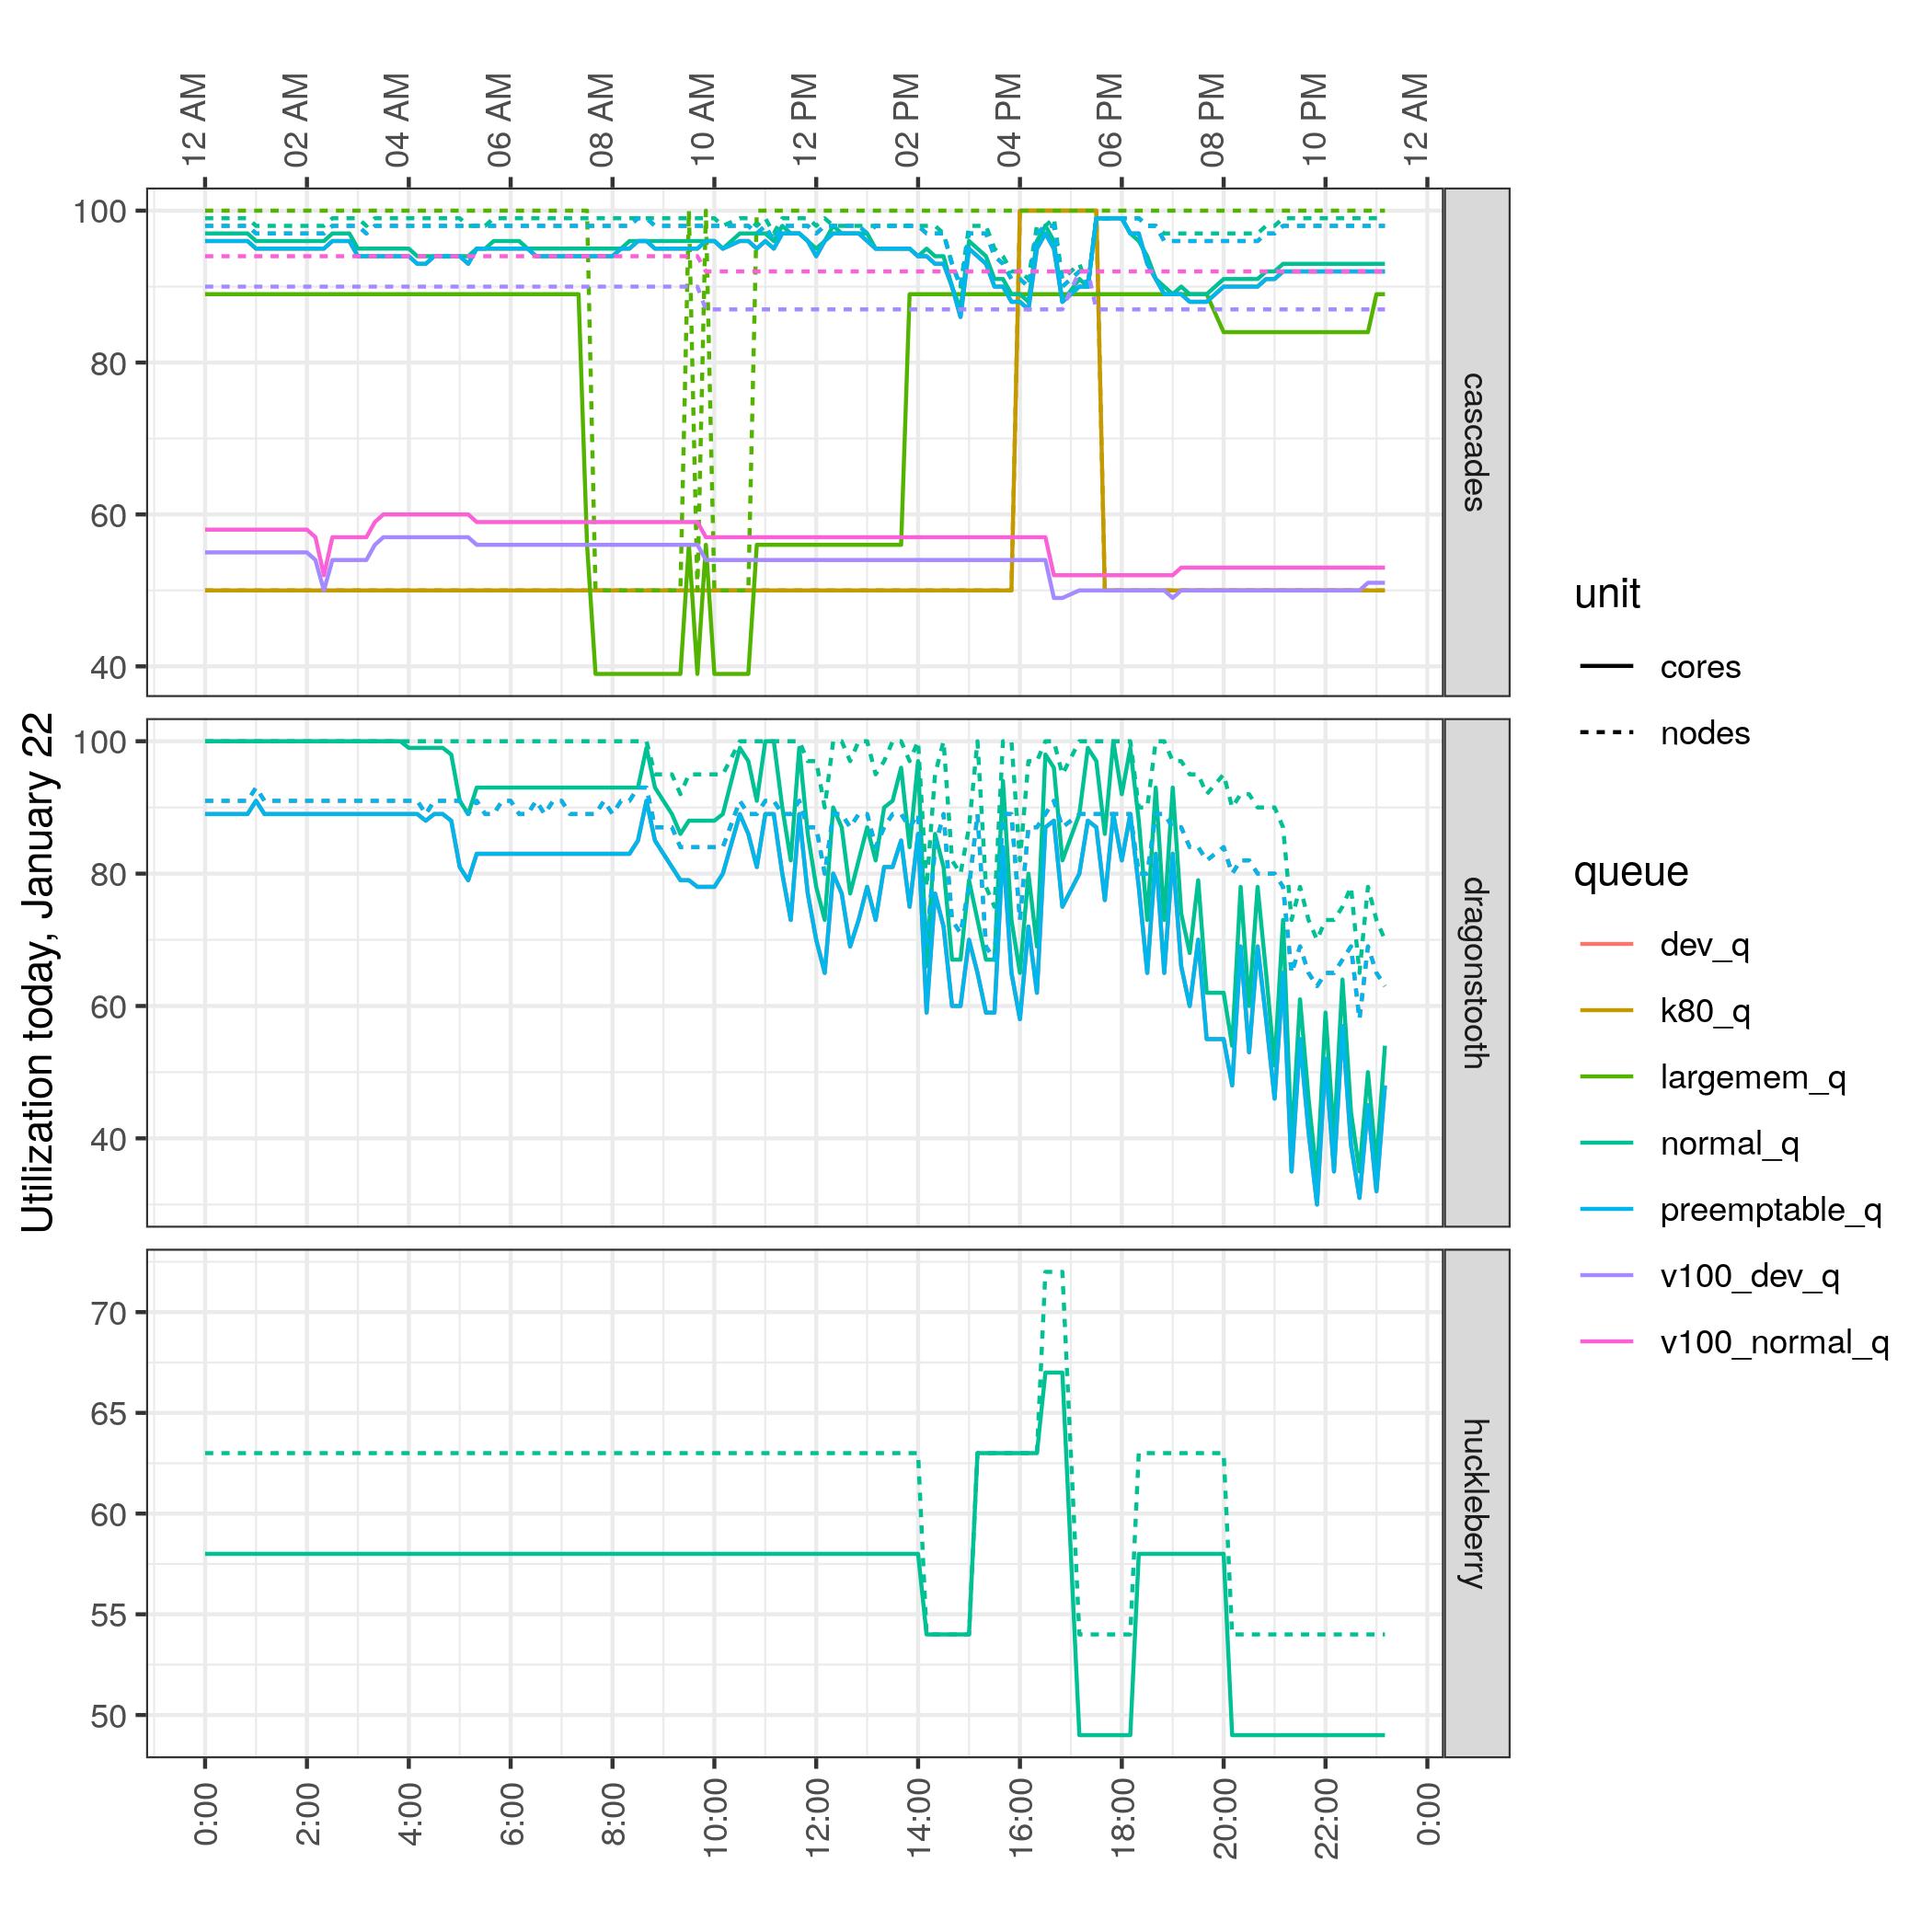 12 AM
02 AM
04 AM
06 AM
08 AM
10 AM
12 PM
02 PM
04 PM
06 PM
08 PM
10 PM
12 AM
Utilization today, January 22
100
80
60
40
cascades
100
80
60
40
dragonstooth
70
65
60
55
50
huckleberry
0:00
2:00
4:00
6:00
8:00
10:00
12:00
14:00
16:00
18:00
20:00
22:00
0:00
unit
cores
nodes
queue
dev_q
k80_q
largemem_q
normal_q
preemptable_q
v100_dev_q
v100_normal_q